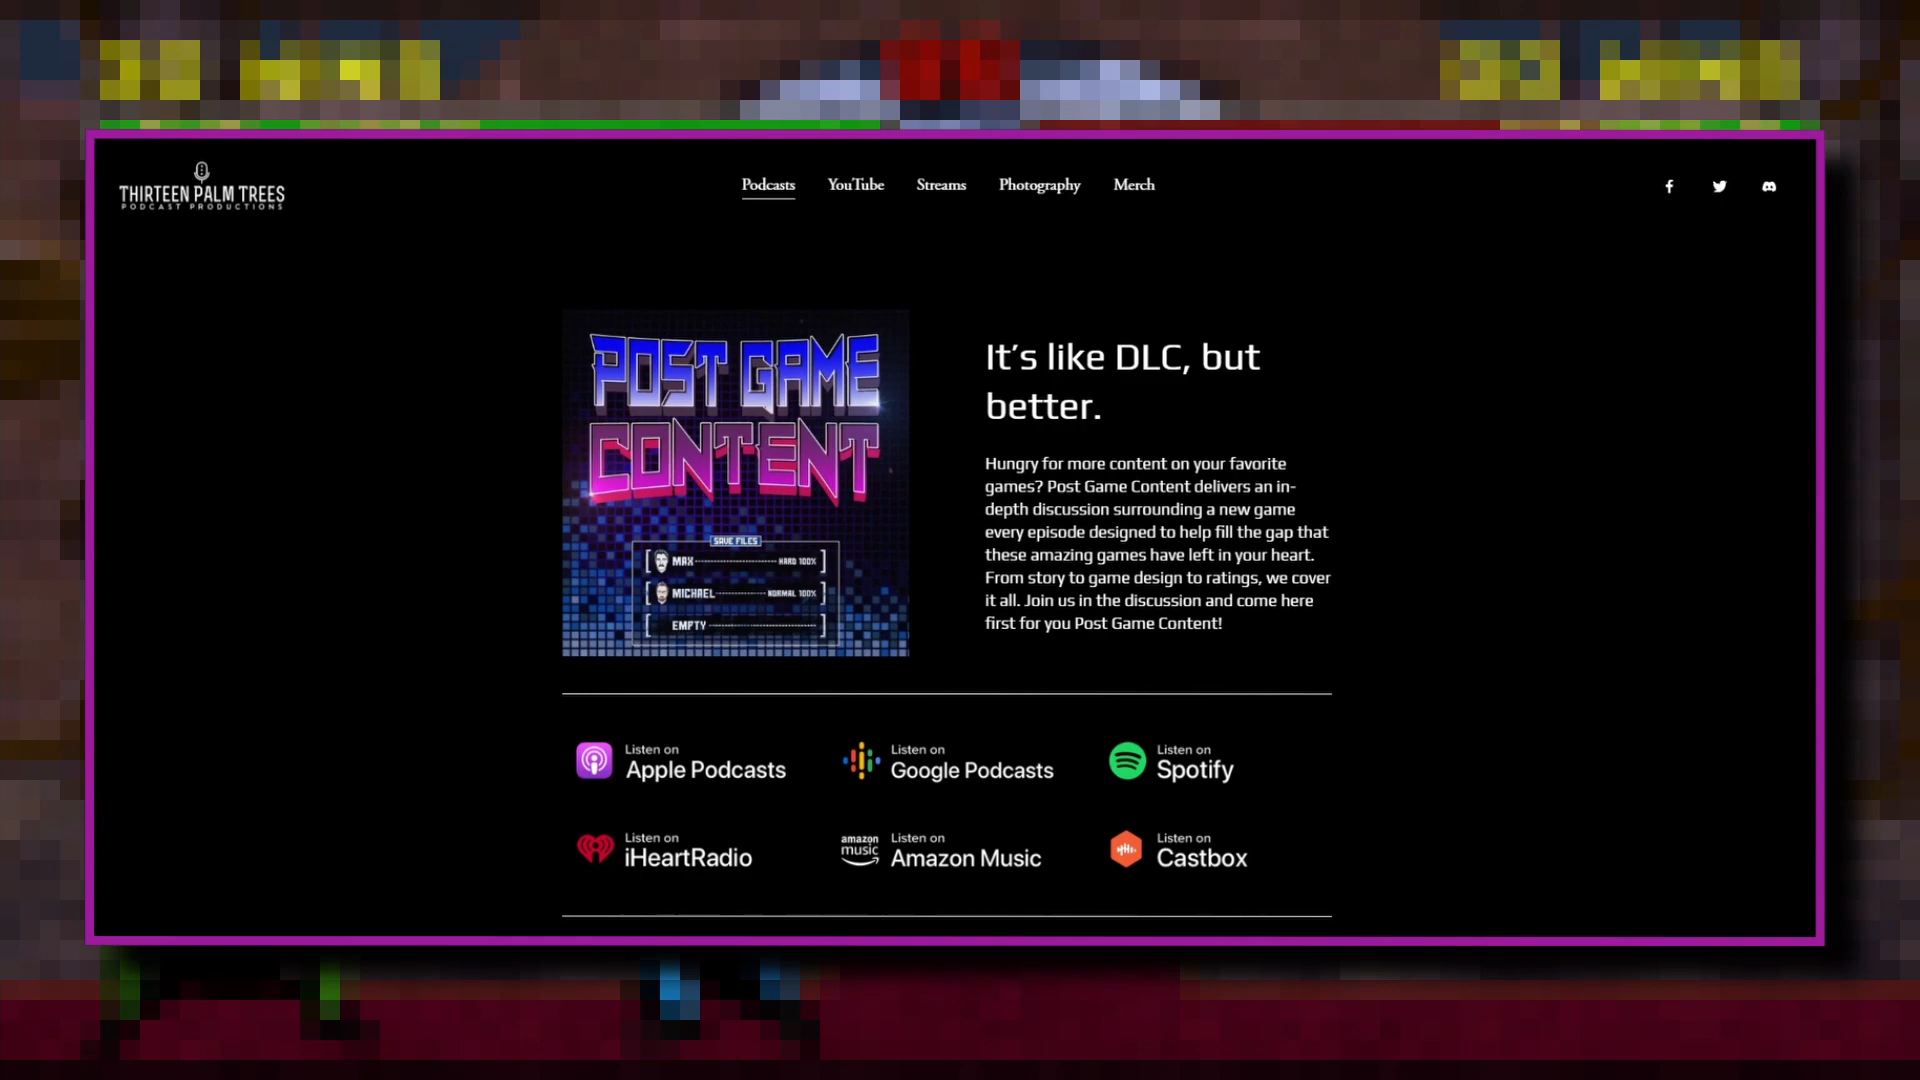 THIRTEEN PALM TREES
PODCAST PRODUCTIONS
Podcasts YouTube Streams Photography Merch
POST GAME
CONTENT
SAVE FILES
MAX HARD 100%
MICHAEL NORMAL 100%
EMPTY
It's like DLC, but
better.
Hungry for more content on your favorite
games? Post Game Content delivers an in-
depth discussion surrounding a new game
every episode designed to help fill the gap that
these amazing games have left in your heart.
From story to game design to ratings, we cover
it all. Join us in the discussion and come here
first for you Post Game Content!
Listen on
Apple Podcasts
Listen on
Google Podcasts
Listen on
Spotify
Listen on
iHeartRadio
amazon
music
Listen on
Amazon Music
Listen on
Castbox